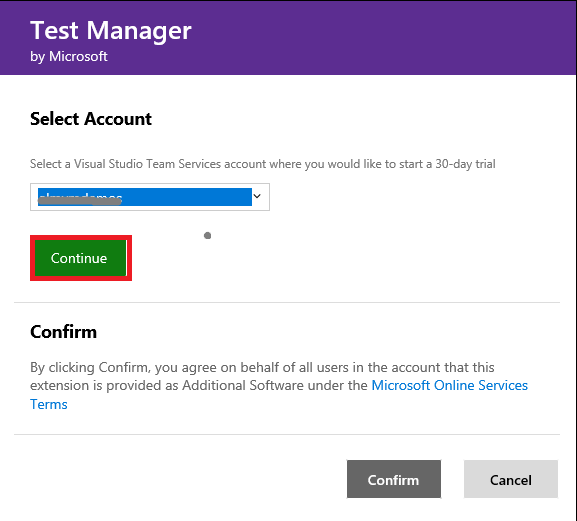 Test Manager
by Microsoft
Select Account
Select a Visual Studio Team Services account where you would like to start a 30-day trial
Continue
Confirm
By clicking Confirm, you agree on behalf of all users in the account that this
extension is provided as Additional Software under the Microsoft Online Services
Terms
Confirm
Cancel